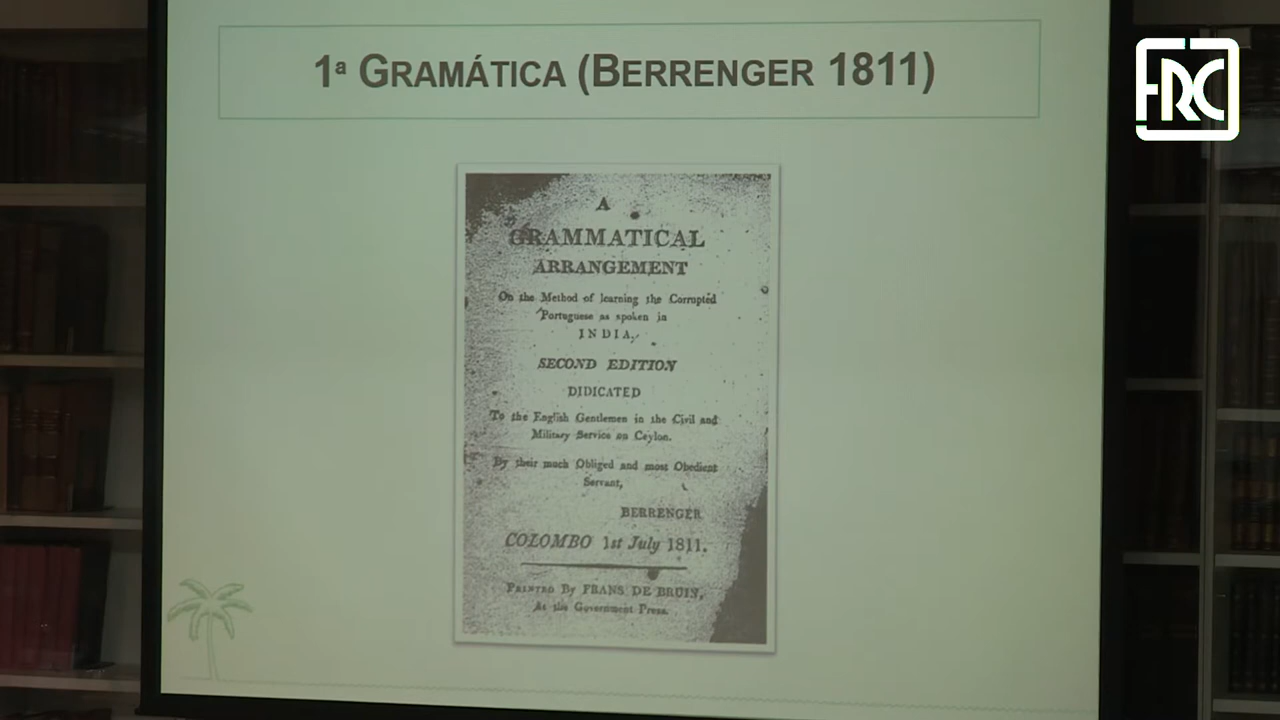 1ª GRAMÁTICA (BERRENGER 1811)
FRC
A
GRAMMATICAL
ARRANGEMENT
On the Method of learning the Corrupted
Portuguese as spoken in
INDIA.
SECOND EDITION
DIDICATED
To the English Gentlemen in the Civil and
Military Service on Ceylon.
By their much Obliged and most Obedient
Servant,
BERRENGER
COLOMBO 1st July 1811.
PRINTED BY FRANS DE BRUIN,
At the Government Press.